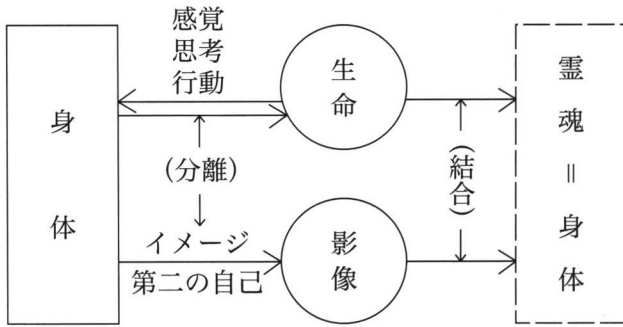 身体
感覚
思考
行動
(分離)
イメージ
第二の自己
生命
影像
(結合)
霊魂＝身体